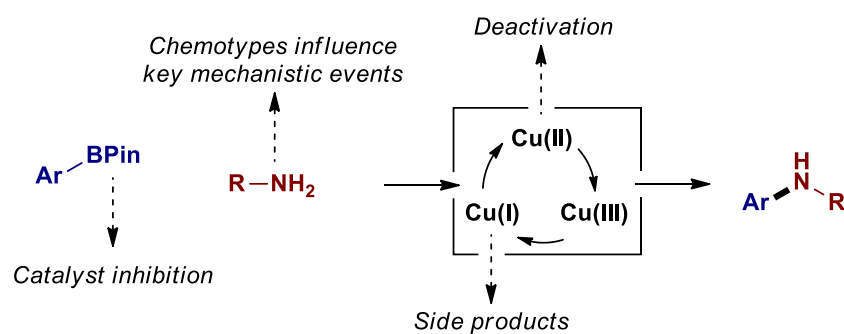 Deactivation
Chemotypes influence
key mechanistic events
Cu(II)
BPin
Ar
R
NH2
Cu(I)
Cu(III)
H
N
Ar
R
Catalyst inhibition
Side products